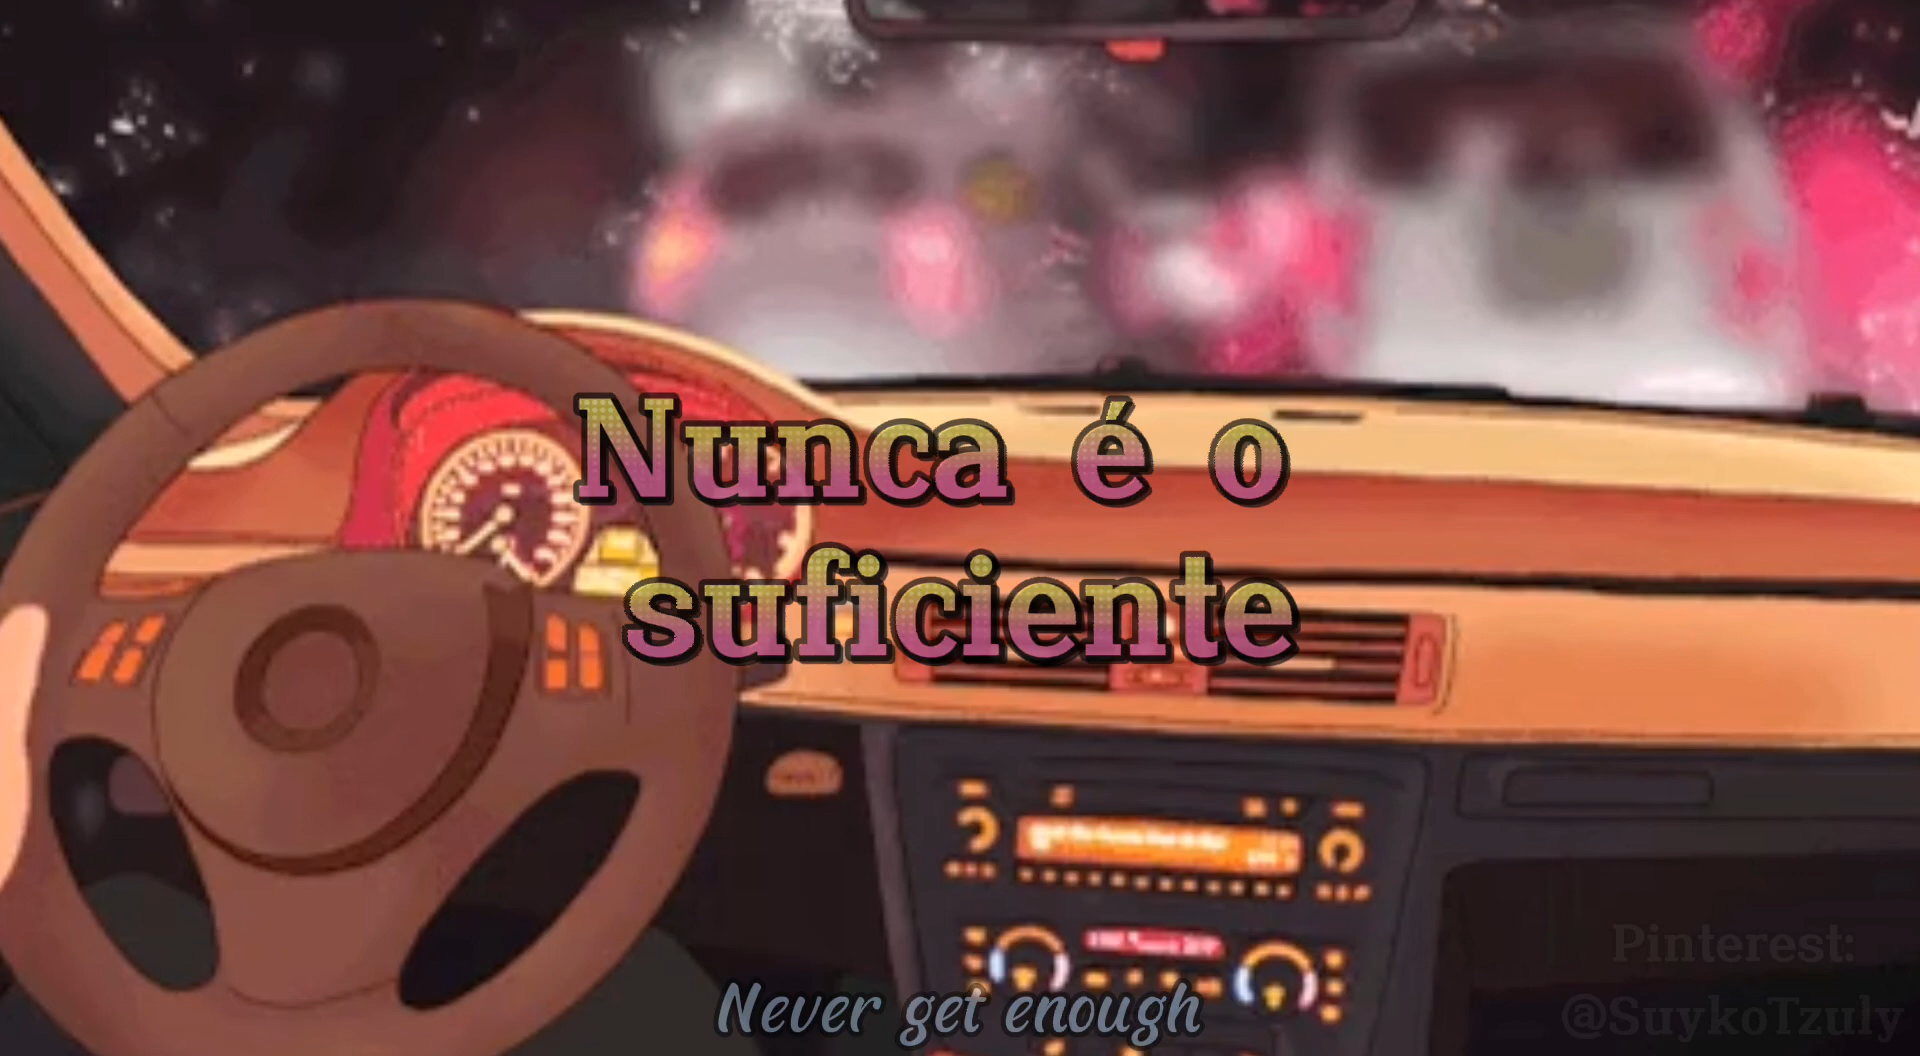 Nunca é o
suficiente
Never get enough
Pinterest:
@SuykoTzuly